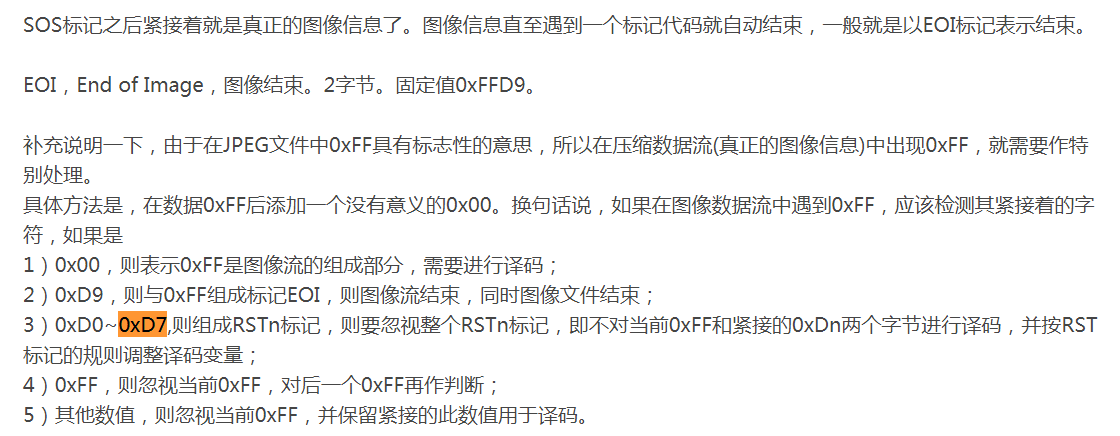 SOS标记之后紧接着就是真正的图像信息了。图像信息直至遇到一个标记代码就自动结束，一般就是以EOI标记表示结束。
EOI，End of Image，图像结束。2字节。固定值0xFFD9。
补充说明一下，由于在JPEG文件中0xFF具有标志性的意思，所以在压缩数据流(真正的图像信息)中出现0xFF，就需要作特
别处理。
具体方法是，在数据0xFF后添加一个没有意义的0x00。换句话说，如果在图像数据流中遇到0xFF，应该检测其紧接着的字
符，如果是
1）0x00，则表示0xFF是图像流的组成部分，需要进行译码；
2）0xD9，则与0xFF组成标记EOI，则图像流结束，同时图像文件结束；
3）0xD0~0xD7,则组成RSTn标记，则要忽视整个RSTn标记，即不对当前0xFF和紧接的0xDn两个字节进行译码，并按RST
标记的规则调整译码变量；
4）0xFF，则忽视当前0xFF，对后一个0xFF再作判断；
5）其他数值，则忽视当前0xFF，并保留紧接的此数值用于译码。